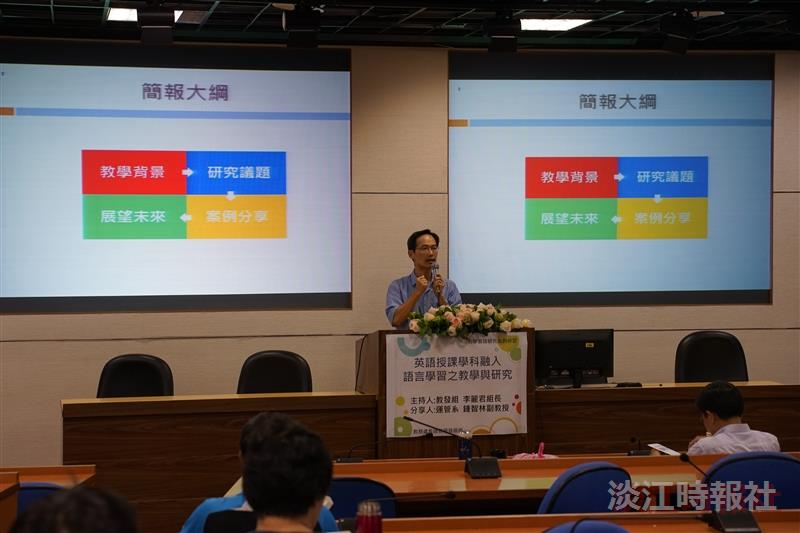 簡報大綱
教學背景
研究議題
展望未來
案例分享
簡報大綱
教學背景
研究議題
展望未來
案例分享
英語授課學科融入
語言學習之教學與研究
主持人:教發組 李麗君組長
分享人:運管系 鍾智林副教授
淡江時報社